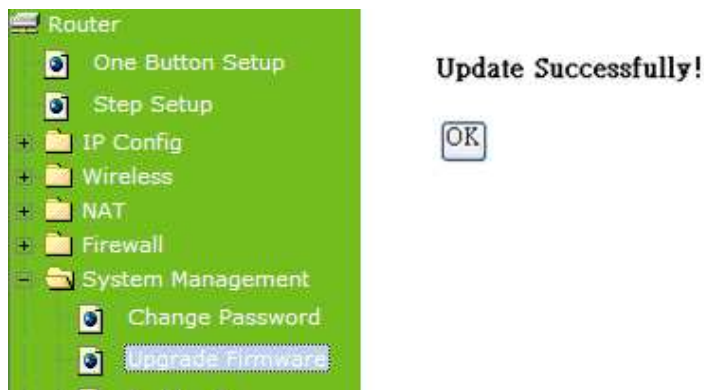 Router
One Button Setup
Step Setup
IP Config
Wireless
NAT
Firewall
System Management
Change Password
Upgrade Firmware
Update Successfully!
OK